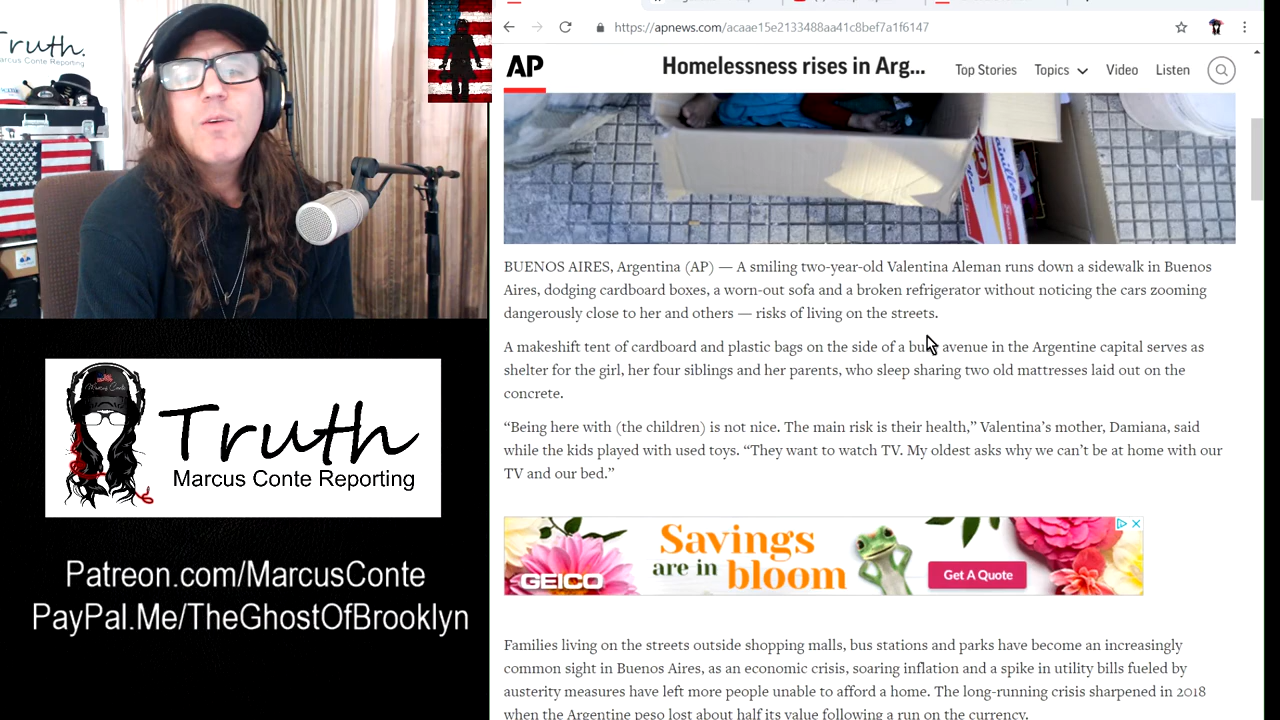 Truth.
Marcus Conte Reporting
https://apnews.com/acaae15e2133488aa41c8bef7a1f6147
AP
Homelessness rises in Arg...
Top Stories Topics Video Listen
BUENOS AIRES, Argentina (AP) — A smiling two-year-old Valentina Aleman runs down a sidewalk in Buenos
Aires, dodging cardboard boxes, a worn-out sofa and a broken refrigerator without noticing the cars zooming
dangerously close to her and others — risks of living on the streets.
A makeshift tent of cardboard and plastic bags on the side of a busy avenue in the Argentine capital serves as
shelter for the girl, her four siblings and her parents, who sleep sharing two old mattresses laid out on the
concrete.
“Being here with (the children) is not nice. The main risk is their health,” Valentina’s mother, Damiana, said
while the kids played with used toys. “They want to watch TV. My oldest asks why we can’t be at home with our
TV and our bed.”
GEICO
Savings
are in bloom
Get A Quote
Families living on the streets outside shopping malls, bus stations and parks have become an increasingly
common sight in Buenos Aires, as an economic crisis, soaring inflation and a spike in utility bills fueled by
austerity measures have left more people unable to afford a home. The long-running crisis sharpened in 2018
when the Argentine peso lost about half its value following a run on the currency.
Marcus Conte
Truth
Marcus Conte Reporting
Patreon.com/MarcusConte
PayPal.Me/TheGhostOfBrooklyn